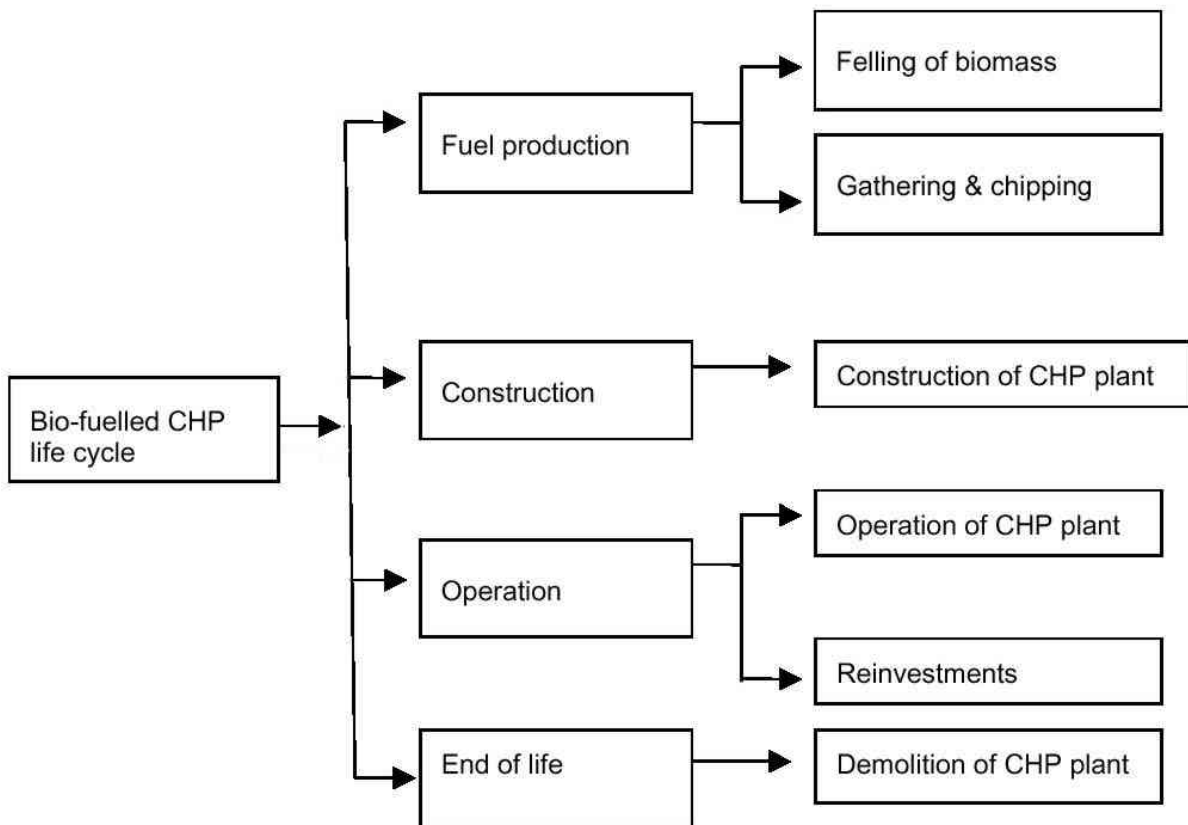 Felling of biomass
Fuel production
Gathering & chipping
Bio-fuelled CHP
life cycle
Construction
Construction of CHP plant
Operation
Operation of CHP plant
Reinvestments
End of life
Demolition of CHP plant